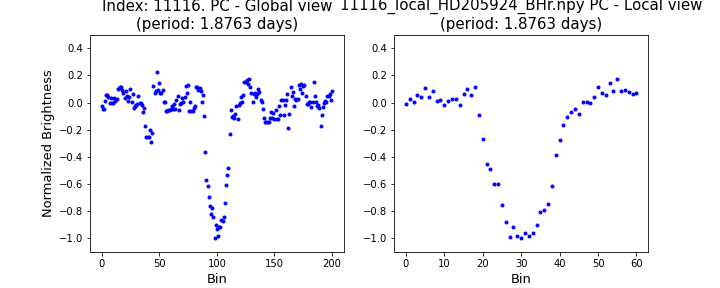 Index: 11116. PC - Global view
(period: 1.8763 days)
11116_local_HD205924_BHr.npy PC - Local view
(period: 1.8763 days)
Normalized Brightness
0.4
0.2
0.0
−0.2
−0.4
−0.6
−0.8
−1.0
0 50 100 150 200
Bin
0.4
0.2
0.0
−0.2
−0.4
−0.6
−0.8
−1.0
0 20 40 60
Bin